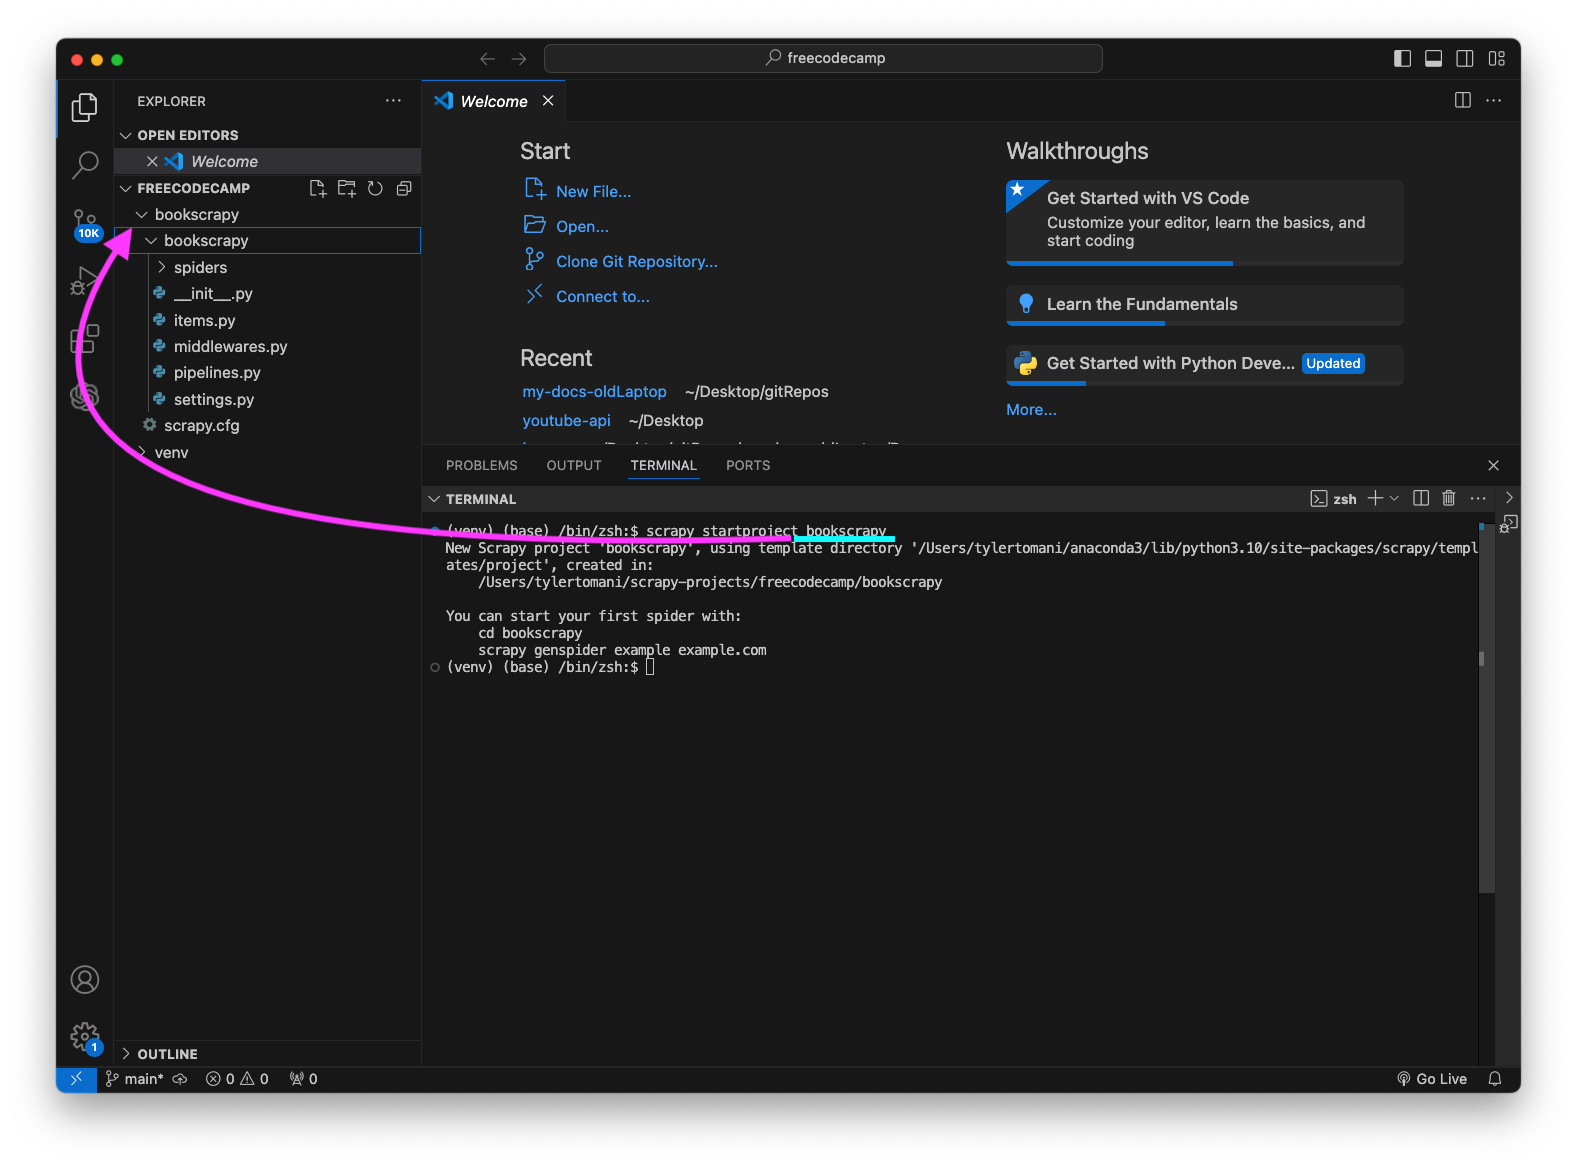 freecodecamp
EXPLORER
OPEN EDITORS
Welcome
FREECODECAMP
bookscrapy
bookscrapy
spiders
__init__.py
items.py
middlewares.py
pipelines.py
settings.py
scrapy.cfg
venv
10K
1
OUTLINE
Welcome
Start
New File...
Open...
Clone Git Repository...
Connect to...
Recent
my-docs-oldLaptop ~/Desktop/gitRepos
youtube-api ~/Desktop
Walkthroughs
Get Started with VS Code
Customize your editor, learn the basics, and
start coding
Learn the Fundamentals
Get Started with Python Deve... Updated
More...
PROBLEMS OUTPUT TERMINAL PORTS
TERMINAL
zsh
(venv) (base) /bin/zsh:$ scrapy startproject bookscrapy
New Scrapy project 'bookscrapy', using template directory '/Users/tylertomani/anaconda3/lib/python3.10/site-packages/scrapy/templ
ates/project', created in:
/Users/tylertomani/scrapy-projects/freecodecamp/bookscrapy
You can start your first spider with:
cd bookscrapy
scrapy genspider example example.com
(venv) (base) /bin/zsh:$
main* 0 0 0
Go Live